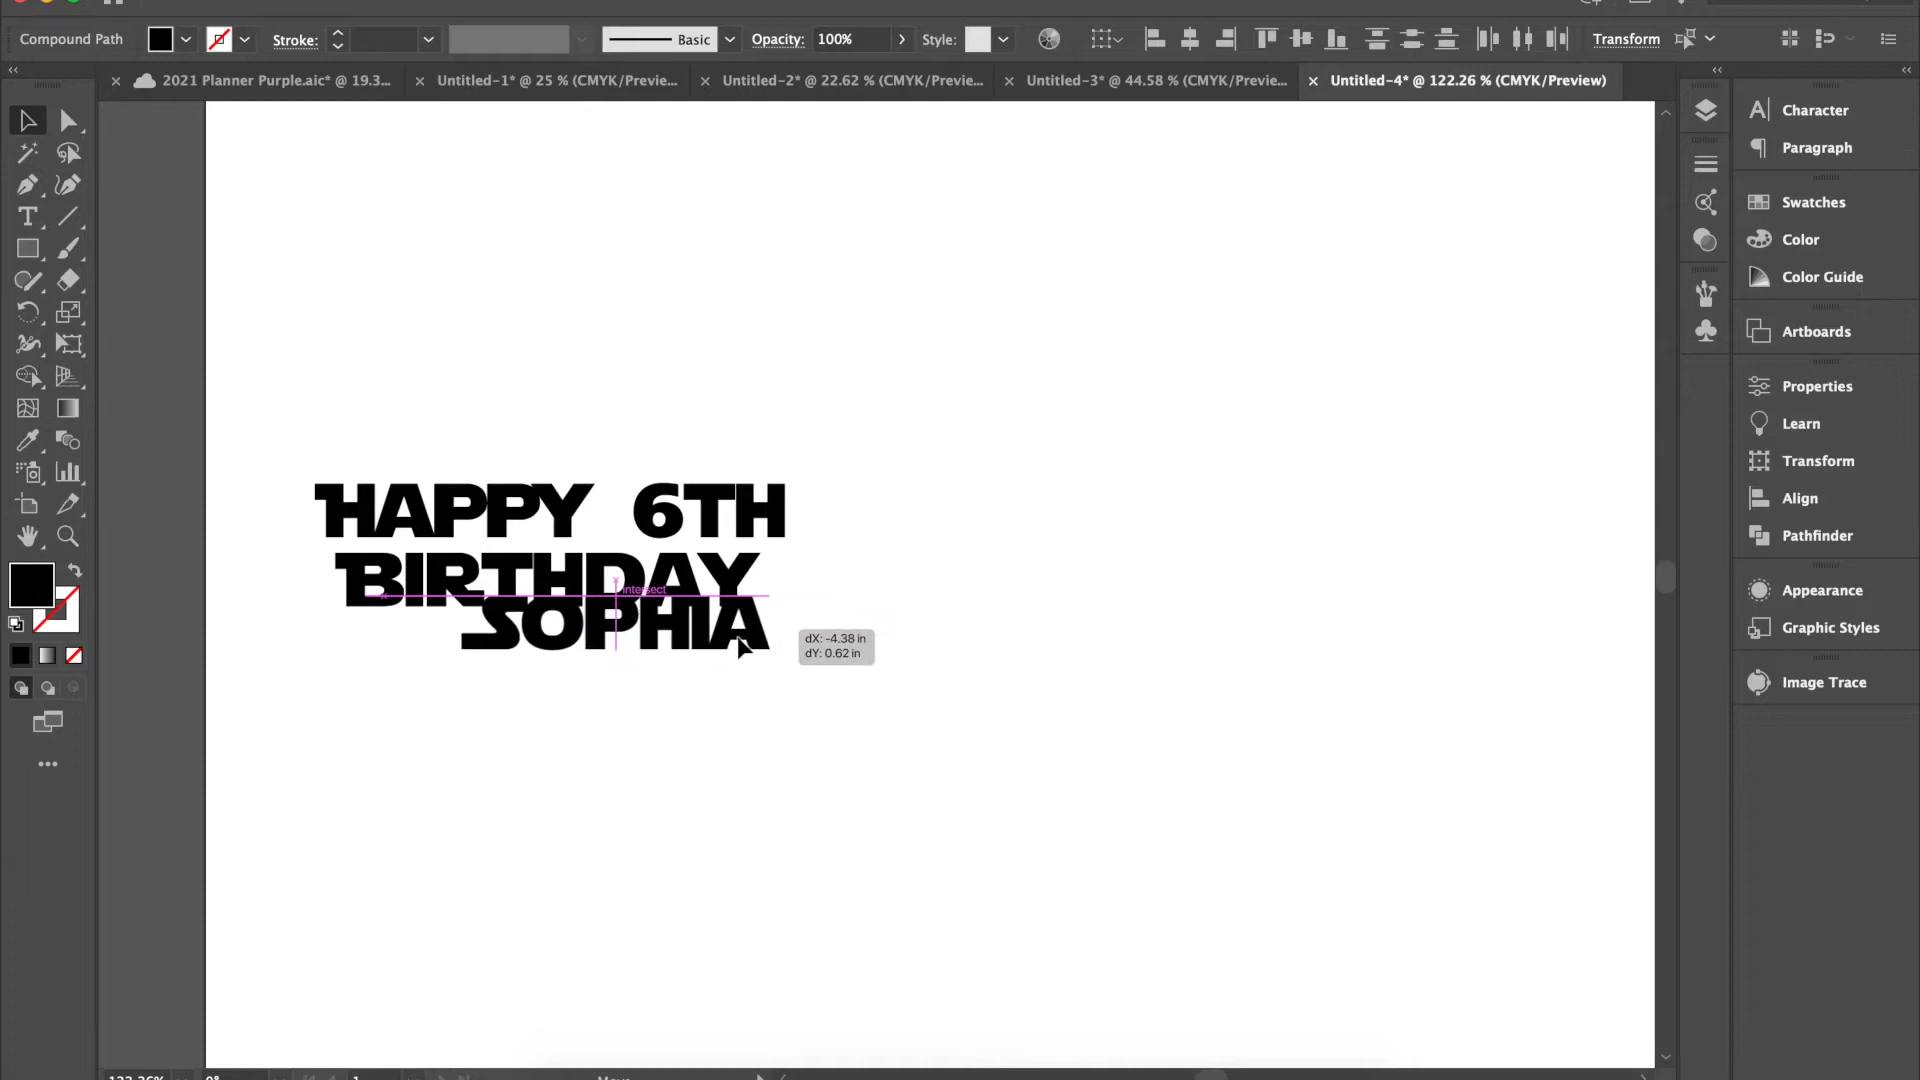 Compound Path Stroke: Basic Opacity: 100% Style: Transform
2021 Planner Purple.aic* @ 19.3... Untitled-1* @ 25 % (CMYK/Previe... Untitled-2* @ 22.62 % (CMYK/Previe... Untitled-3* @ 44.58 % (CMYK/Previe... Untitled-4* @ 122.26 % (CMYK/Preview)
Character
Paragraph
Swatches
Color
Color Guide
Artboards
Properties
Learn
Transform
Align
Pathfinder
Appearance
Graphic Styles
Image Trace
HAPPY 6TH
BIRTHDAY
intersect
SOPHIA
dX: -4.38 in
dY: 0.62 in